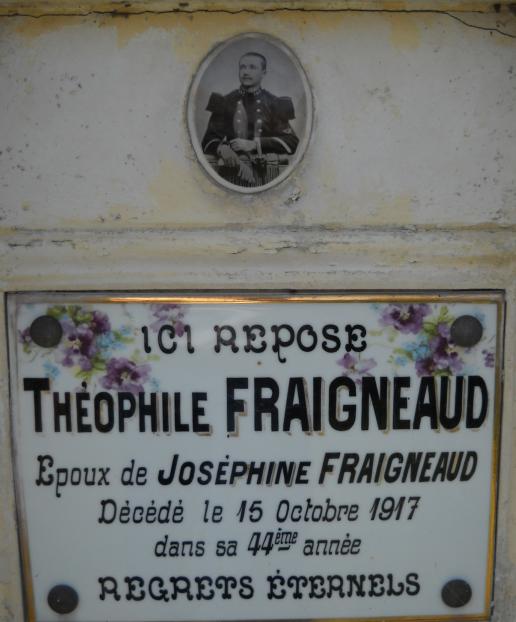 ICI REPOSE
THÉOPHILE FRAIGNEAUD
Epoux de JOSÉPHINE FRAIGNEAUD
Décédé le 15 Octobre 1917
dans sa 44ème année
REGRETS ÉTERNELS